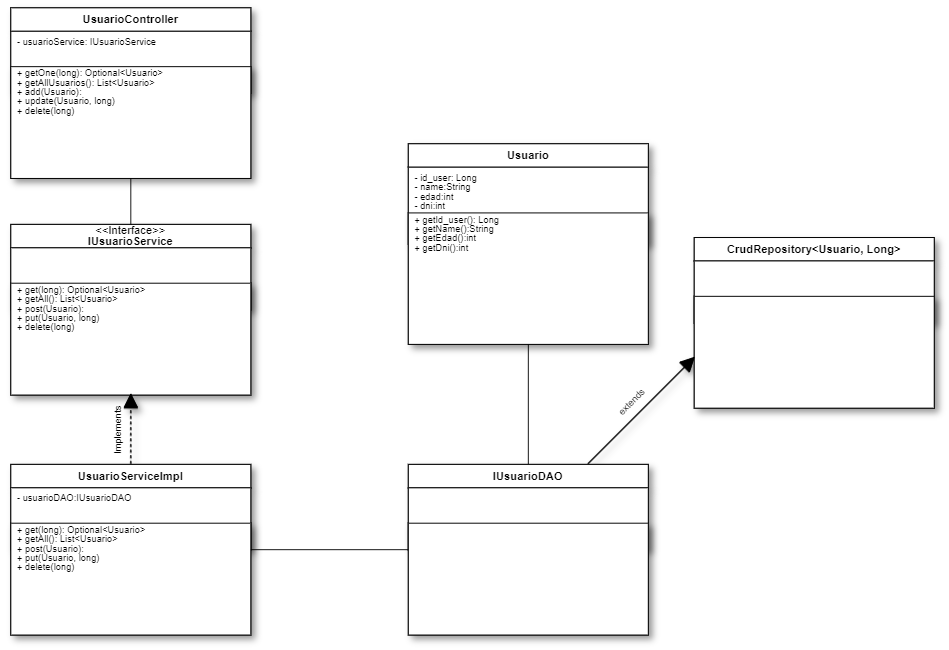 UsuarioController
- usuarioService: IUsuarioService
+ getOne(long): Optional<Usuario>
+ getAllUsuarios(): List<Usuario>
+ add(Usuario):
+ update(Usuario, long)
+ delete(long)
<<Interface>>
IUsuarioService
+ get(long): Optional<Usuario>
+ getAll(): List<Usuario>
+ post(Usuario):
+ put(Usuario, long)
+ delete(long)
Implements
UsuarioServiceImpl
- usuarioDAO:IUsuarioDAO
+ get(long): Optional<Usuario>
+ getAll(): List<Usuario>
+ post(Usuario):
+ put(Usuario, long)
+ delete(long)
Usuario
- id_user: Long
- name:String
- edad:int
- dni:int
+ getId_user(): Long
+ getName():String
+ getEdad():int
+ getDni():int
IUsuarioDAO
extends
CrudRepository<Usuario, Long>